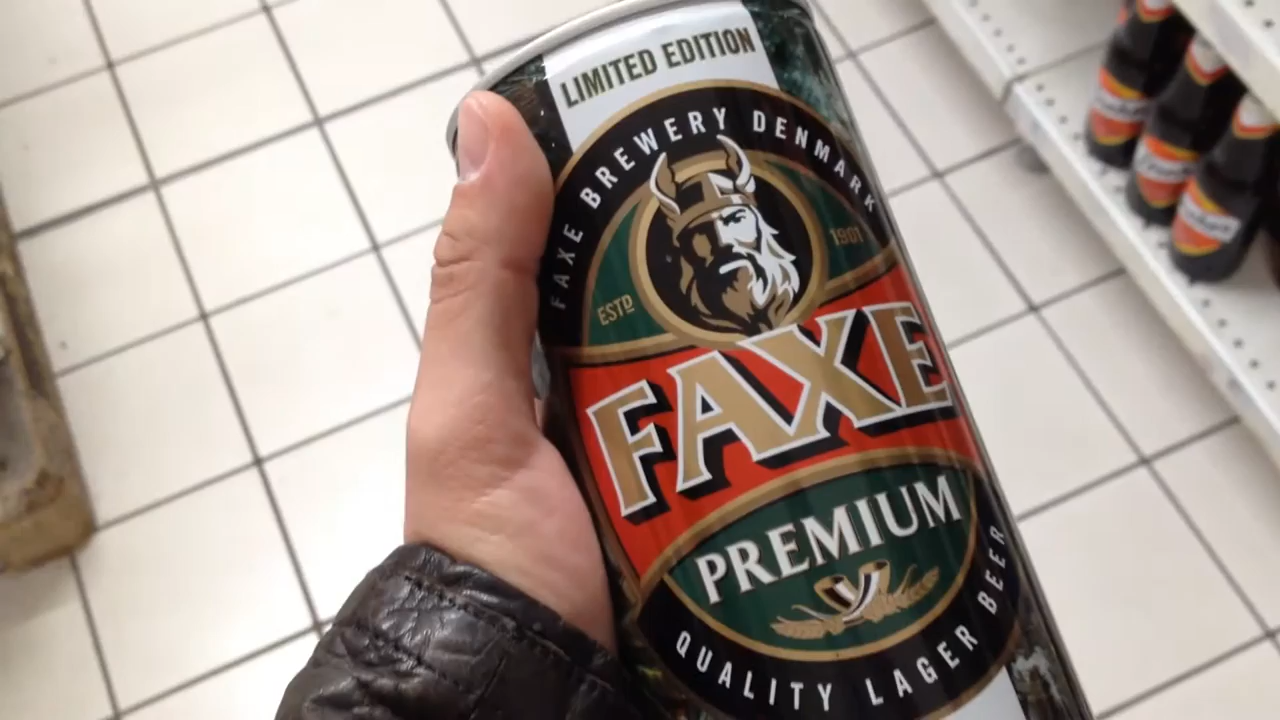 LIMITED EDITION
FAXE BREWERY DENMARK
ESTD 1901
FAXE
PREMIUM
QUALITY LAGER BEER